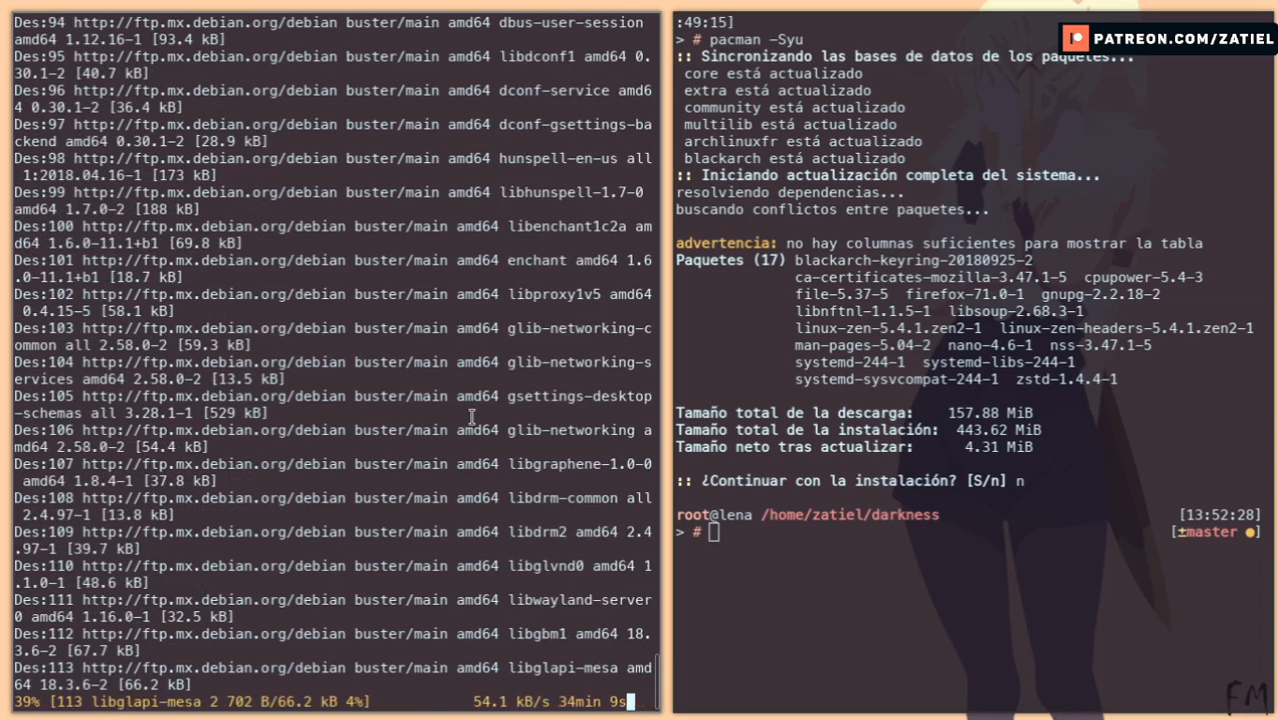 Des:94 http://ftp.mx.debian.org/debian buster/main amd64 dbus-user-session
amd64 1.12.16-1 [93.4 kB]
Des:95 http://ftp.mx.debian.org/debian buster/main amd64 libdconf1 amd64 0.
30.1-2 [40.7 kB]
Des:96 http://ftp.mx.debian.org/debian buster/main amd64 dconf-service amd6
4 0.30.1-2 [36.4 kB]
Des:97 http://ftp.mx.debian.org/debian buster/main amd64 dconf-gsettings-ba
ckend amd64 0.30.1-2 [28.9 kB]
Des:98 http://ftp.mx.debian.org/debian buster/main amd64 hunspell-en-us all
1:2018.04.16-1 [173 kB]
Des:99 http://ftp.mx.debian.org/debian buster/main amd64 libhunspell-1.7-0
amd64 1.7.0-2 [188 kB]
Des:100 http://ftp.mx.debian.org/debian buster/main amd64 libenchant1c2a am
d64 1.6.0-11.1+b1 [69.8 kB]
Des:101 http://ftp.mx.debian.org/debian buster/main amd64 enchant amd64 1.6
.0-11.1+b1 [18.7 kB]
Des:102 http://ftp.mx.debian.org/debian buster/main amd64 libproxy1v5 amd64
0.4.15-5 [58.1 kB]
Des:103 http://ftp.mx.debian.org/debian buster/main amd64 glib-networking-c
ommon all 2.58.0-2 [59.3 kB]
Des:104 http://ftp.mx.debian.org/debian buster/main amd64 glib-networking-s
ervices amd64 2.58.0-2 [13.5 kB]
Des:105 http://ftp.mx.debian.org/debian buster/main amd64 gsettings-desktop
-schemas all 3.28.1-1 [529 kB]
Des:106 http://ftp.mx.debian.org/debian buster/main amd64 glib-networking a
md64 2.58.0-2 [54.4 kB]
Des:107 http://ftp.mx.debian.org/debian buster/main amd64 libgraphene-1.0-0
amd64 1.8.4-1 [37.8 kB]
Des:108 http://ftp.mx.debian.org/debian buster/main amd64 libdrm-common all
2.4.97-1 [13.8 kB]
Des:109 http://ftp.mx.debian.org/debian buster/main amd64 libdrm2 amd64 2.4
.97-1 [39.7 kB]
Des:110 http://ftp.mx.debian.org/debian buster/main amd64 libglvnd0 amd64 1
.1.0-1 [48.6 kB]
Des:111 http://ftp.mx.debian.org/debian buster/main amd64 libwayland-server
0 amd64 1.16.0-1 [32.5 kB]
Des:112 http://ftp.mx.debian.org/debian buster/main amd64 libgbm1 amd64 18.
3.6-2 [67.7 kB]
Des:113 http://ftp.mx.debian.org/debian buster/main amd64 libglapi-mesa amd
64 18.3.6-2 [66.2 kB]
39% [113 libglapi-mesa 2 702 B/66.2 kB 4%] 54.1 kB/s 34min 9s
:49:15]
> # pacman -Syu
:: Sincronizando las bases de datos de los paquetes...
core está actualizado
extra está actualizado
community está actualizado
multilib está actualizado
archlinuxfr está actualizado
blackarch está actualizado
:: Iniciando actualización completa del sistema...
resolviendo dependencias...
buscando conflictos entre paquetes...
advertencia: no hay columnas suficientes para mostrar la tabla
Paquetes (17) blackarch-keyring-20180925-2
ca-certificates-mozilla-3.47.1-5 cpupower-5.4-3
file-5.37-5 firefox-71.0-1 gnupg-2.2.18-2
libnftnl-1.1.5-1 libsoup-2.68.3-1
linux-zen-5.4.1.zen2-1 linux-zen-headers-5.4.1.zen2-1
man-pages-5.04-2 nano-4.6-1 nss-3.47.1-5
systemd-244-1 systemd-libs-244-1
systemd-sysvcompat-244-1 zstd-1.4.4-1
Tamaño total de la descarga: 157.88 MiB
Tamaño total de la instalación: 443.62 MiB
Tamaño neto tras actualizar: 4.31 MiB
:: ¿Continuar con la instalación? [S/n] n
root@lena /home/zatiel/darkness [13:52:28]
> # [±master ●]
PATREON.COM/ZATIEL
FM